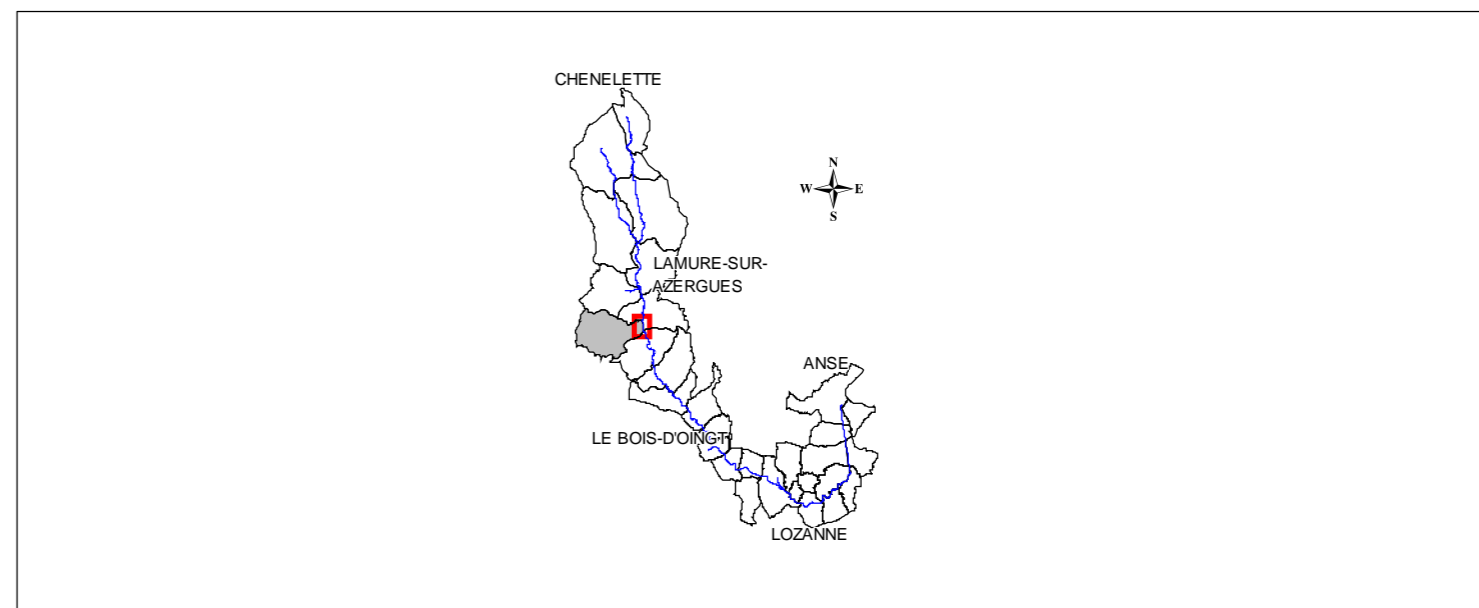 CHENELETTE
N
W E
S
LAMURE-SUR-
AZERGUES
ANSE
LE BOIS-D'OINGT
LOZANNE